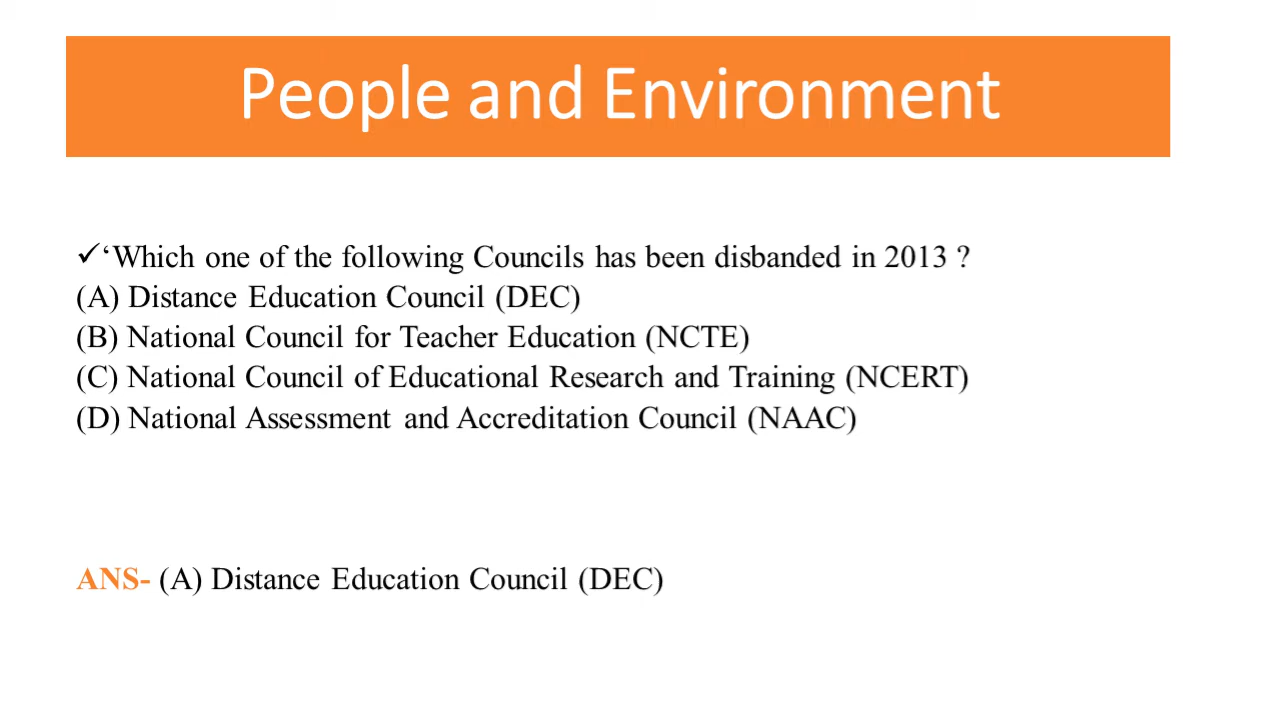 People and Environment
✓‘Which one of the following Councils has been disbanded in 2013 ?
(A) Distance Education Council (DEC)
(B) National Council for Teacher Education (NCTE)
(C) National Council of Educational Research and Training (NCERT)
(D) National Assessment and Accreditation Council (NAAC)
ANS- (A) Distance Education Council (DEC)